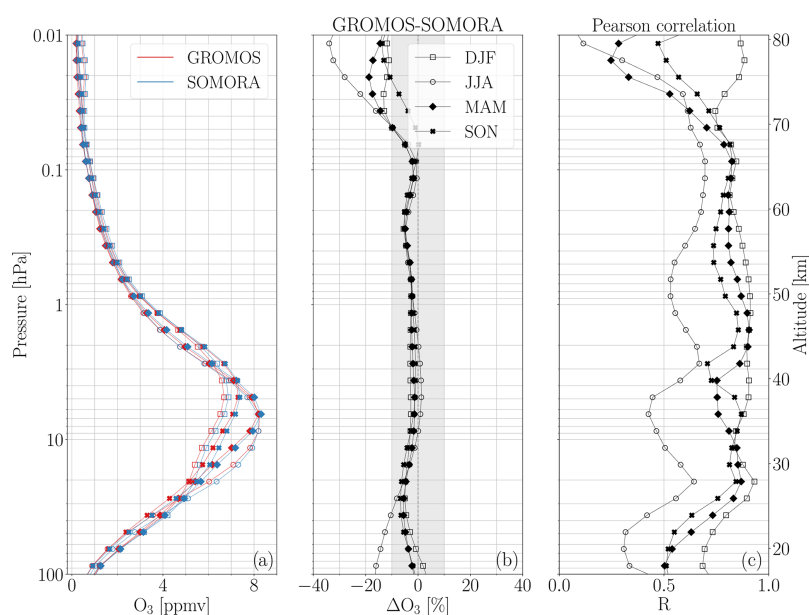 GROMOS-SOMORA
Pearson correlation
0.01
0.1
1
10
100
Pressure [hPa]
GROMOS
SOMORA
(a)
0
2
4
6
8
O₃ [ppmv]
DJF
JJA
MAM
SON
(b)
−40
−20
0
20
40
ΔO₃ [%]
(c)
0.0
0.5
1.0
R
80
70
60
50
40
30
20
Altitude [km]